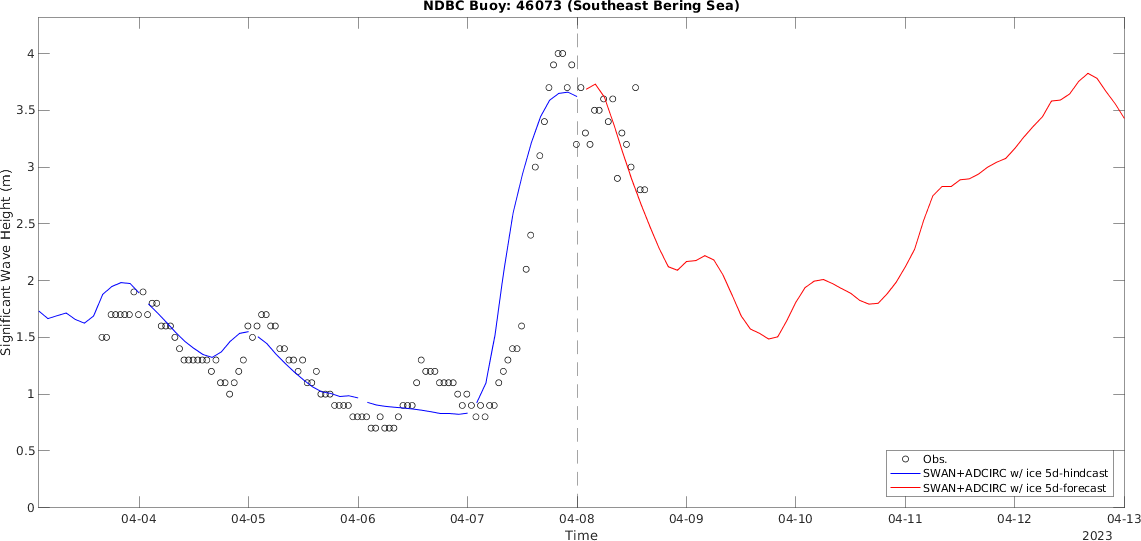 NDBC Buoy: 46073 (Southeast Bering Sea)
Significant Wave Height (m)
4
3.5
3
2.5
2
1.5
1
0.5
0
Obs.
SWAN+ADCIRC w/ ice 5d-hindcast
SWAN+ADCIRC w/ ice 5d-forecast
04-04 04-05 04-06 04-07 04-08 04-09 04-10 04-11 04-12 04-13
Time
2023